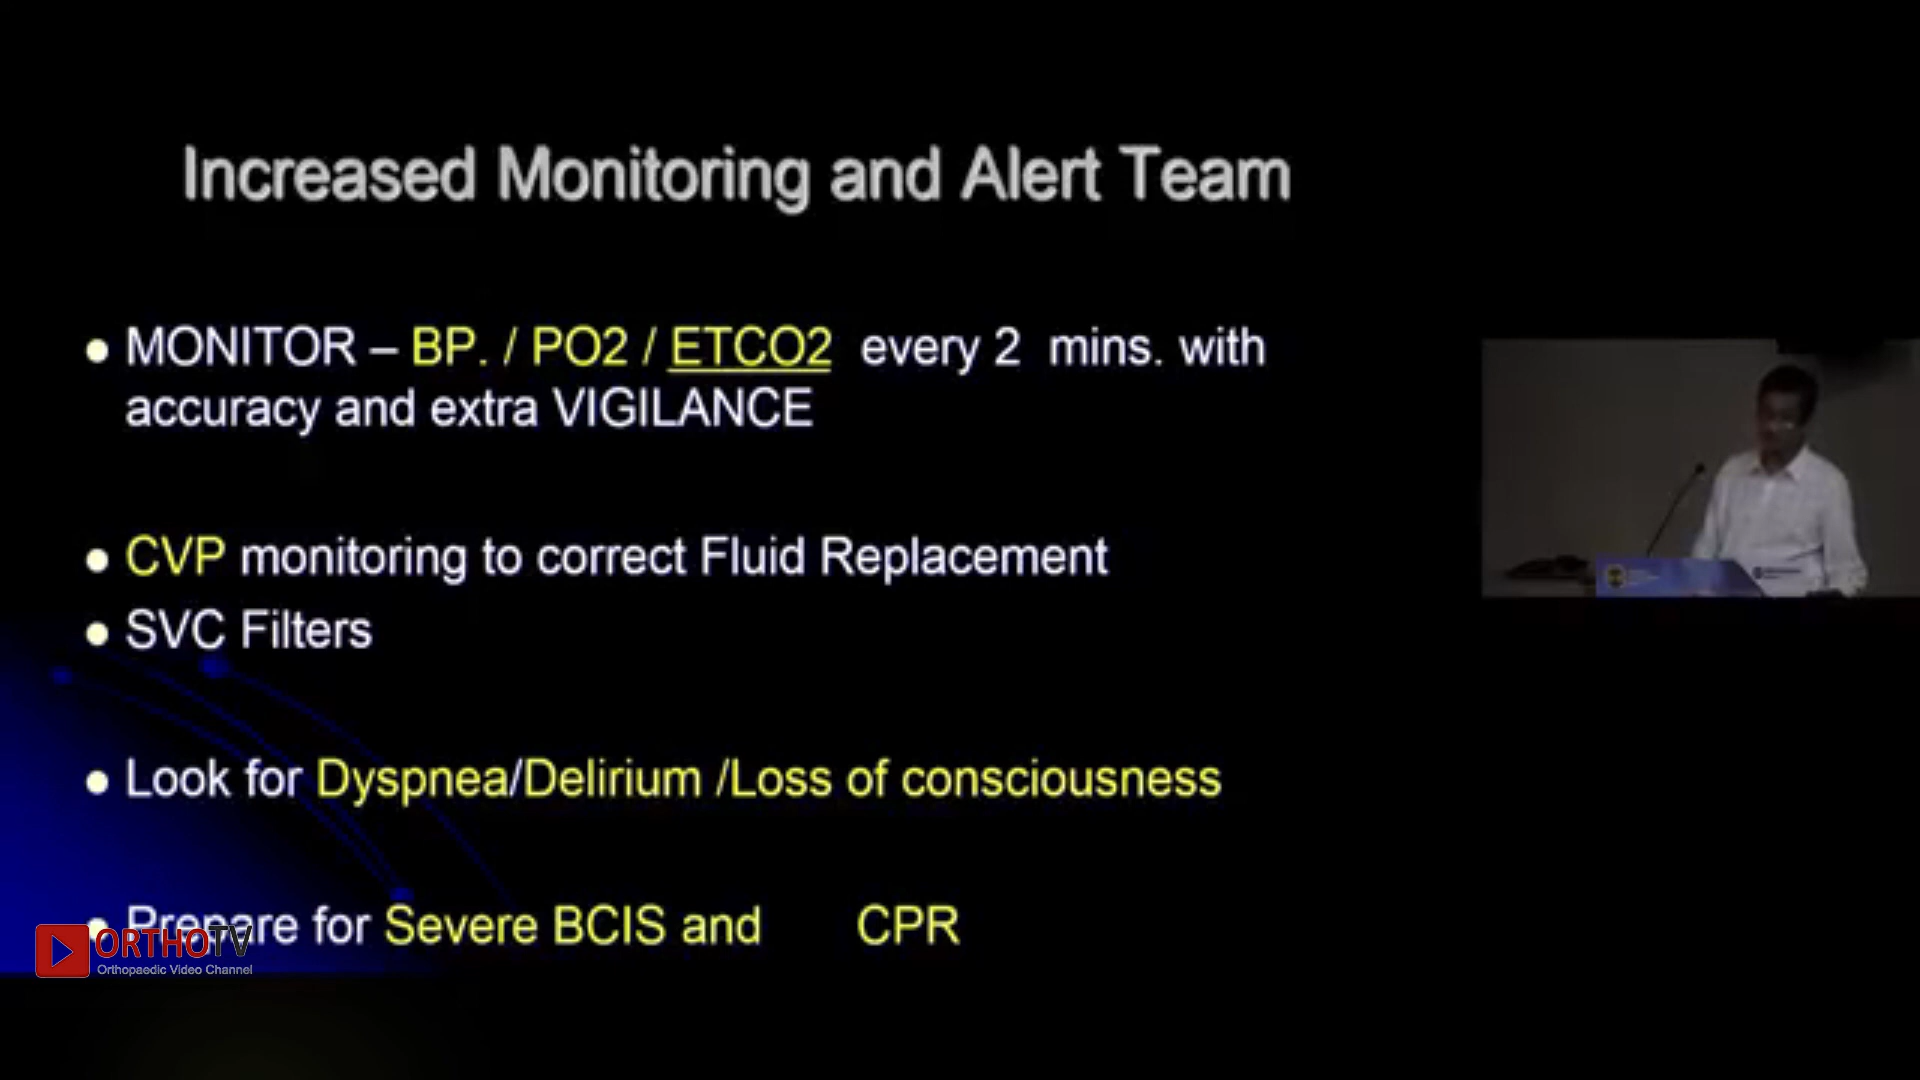 Increased Monitoring and Alert Team
• MONITOR – BP. / PO2 / ETCO2 every 2 mins. with
accuracy and extra VIGILANCE
• CVP monitoring to correct Fluid Replacement
• SVC Filters
• Look for Dyspnea/Delirium /Loss of consciousness
• Prepare for Severe BCIS and CPR
ORTHOTV
Orthopaedic Video Channel